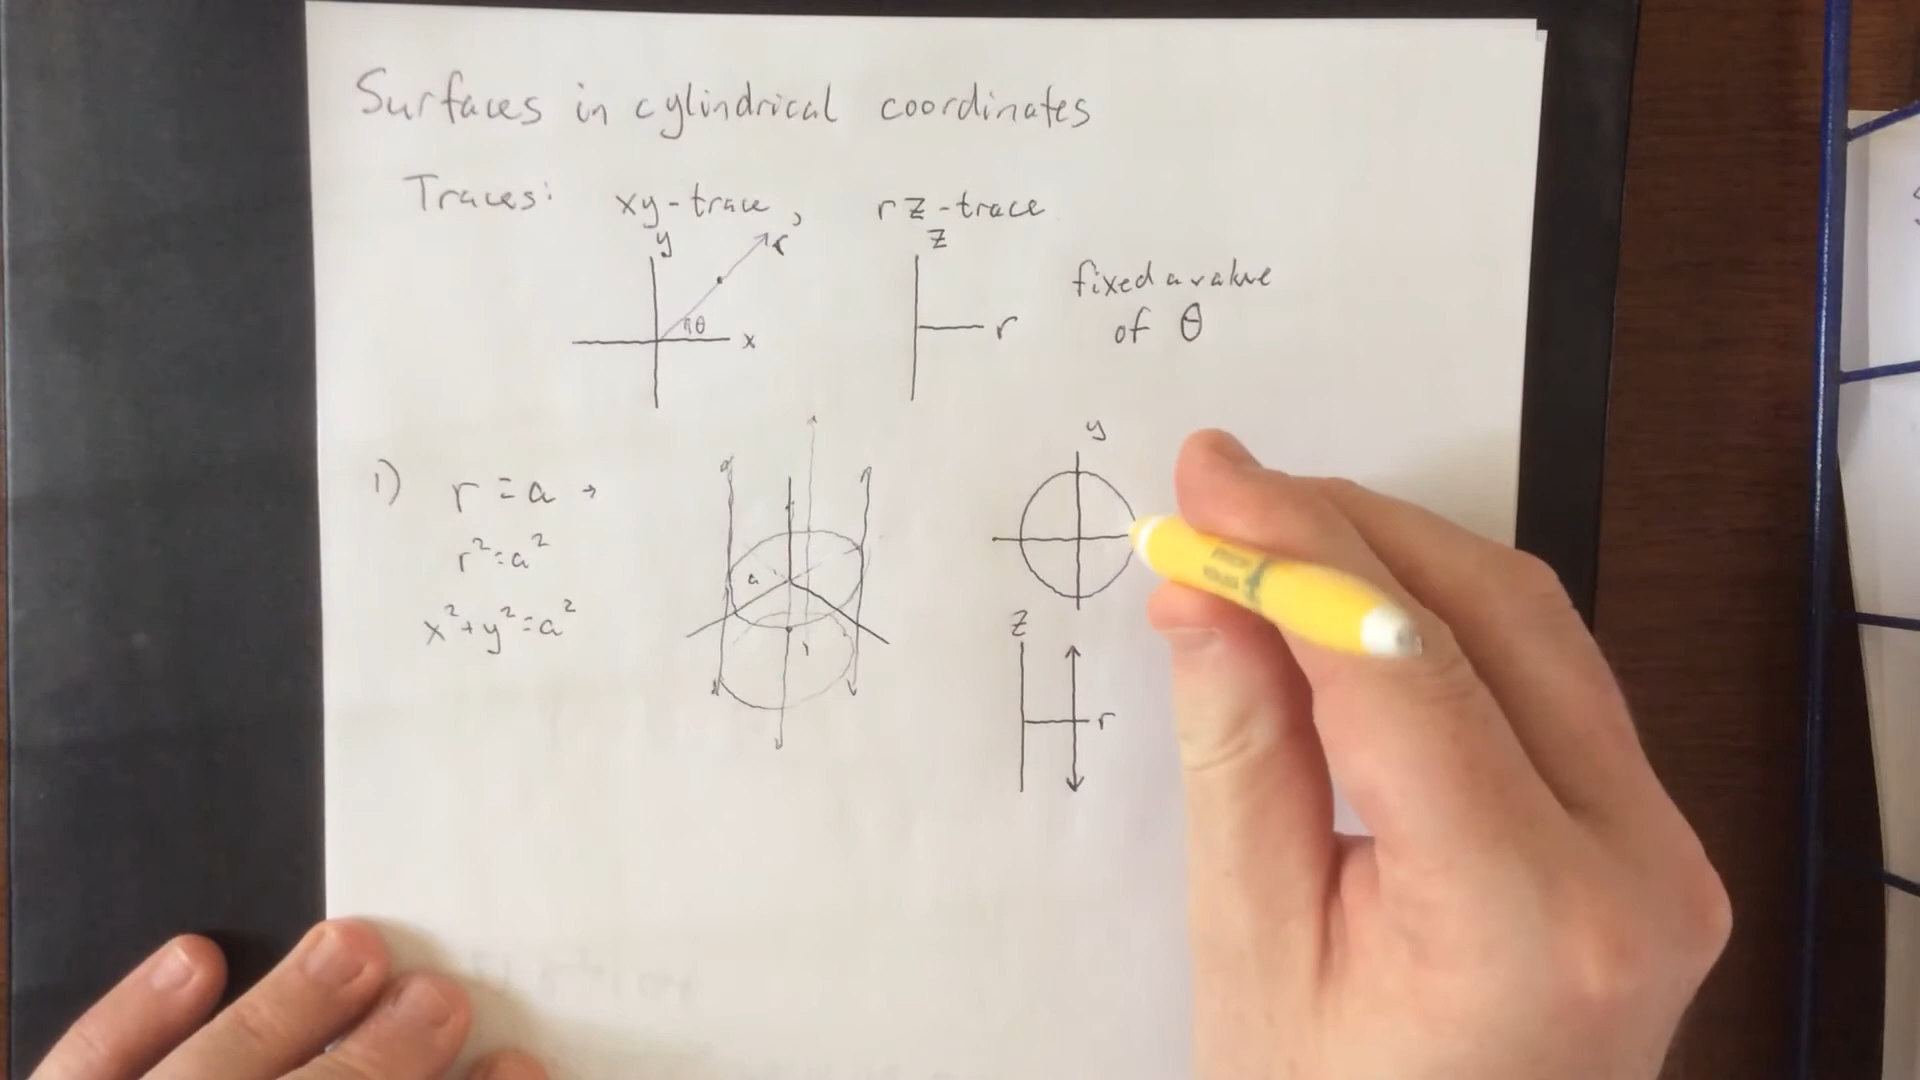 Surfaces in cylindrical coordinates
Traces: xy-trace, rz-trace
y
r
θ
x
z
r
fixed a value
of θ
1) r = a →
r² = a²
x² + y² = a²
a
y
z
r